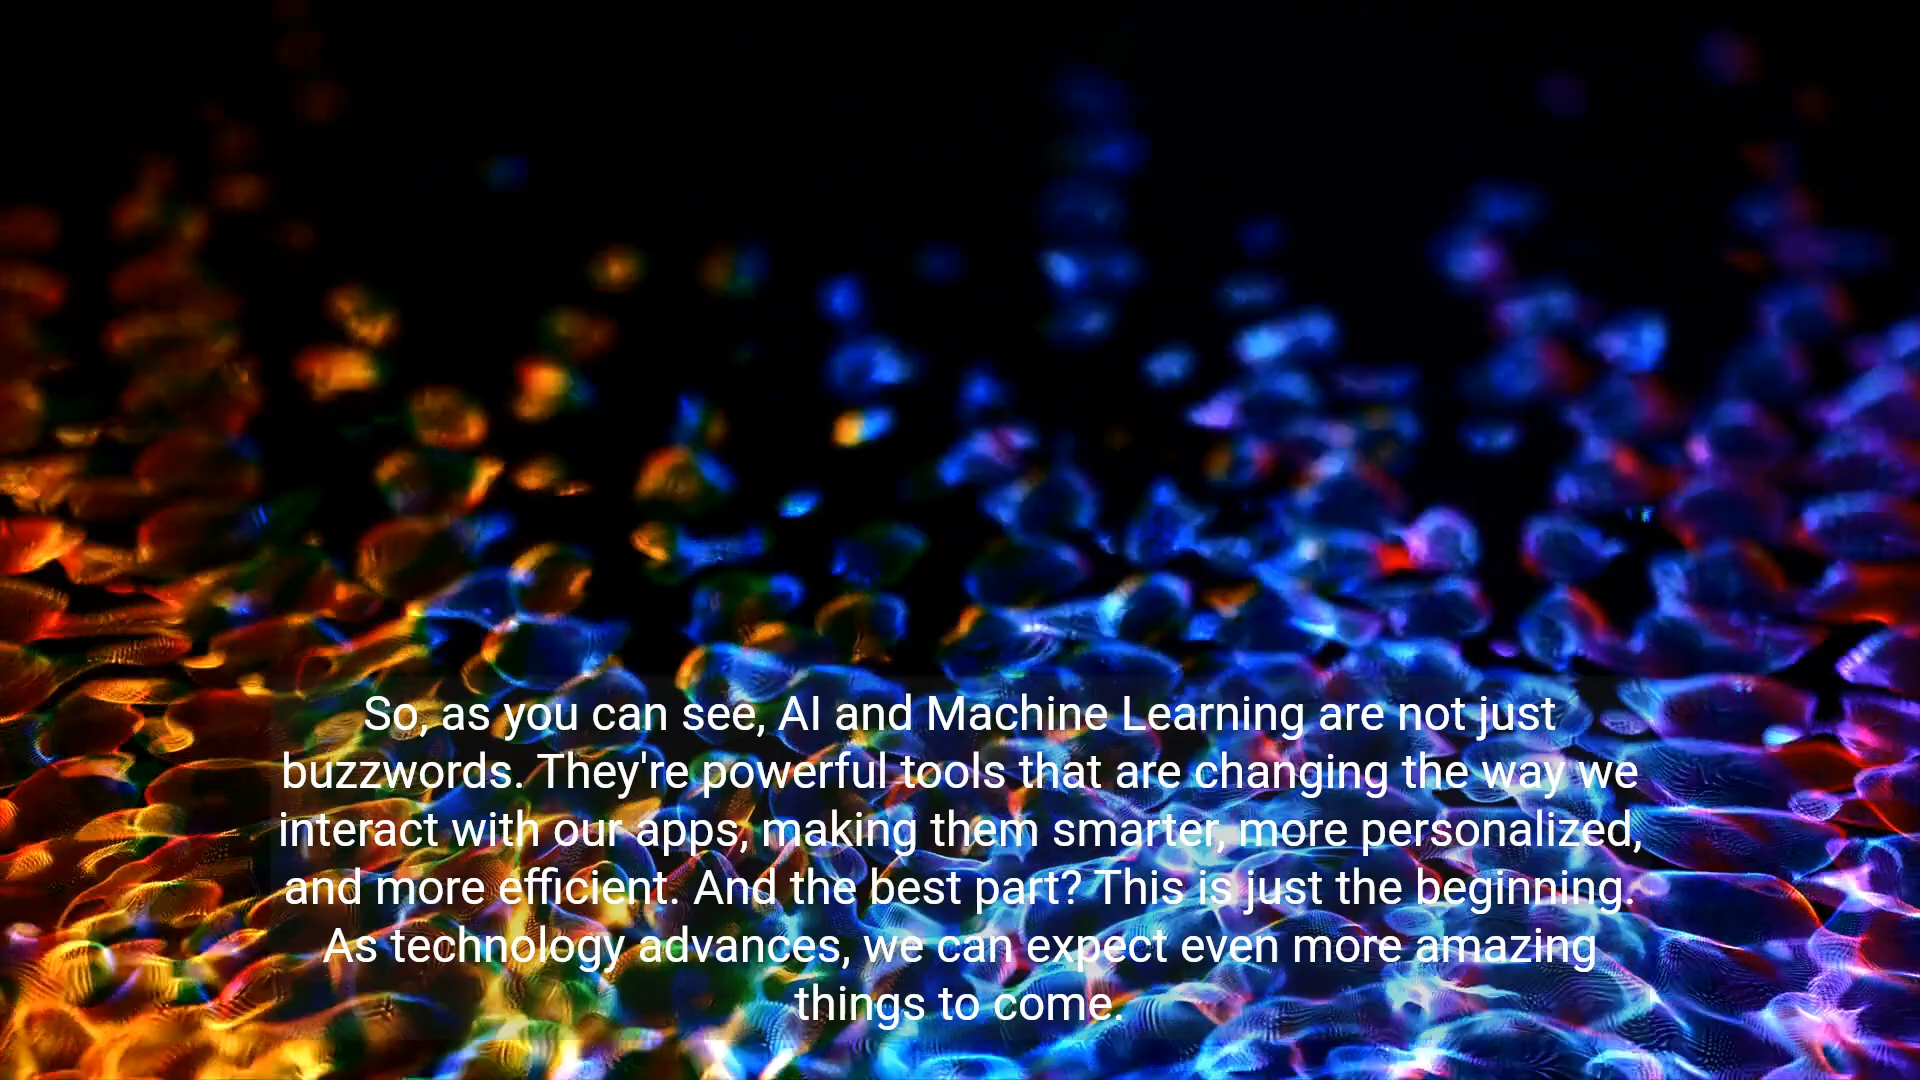 So, as you can see, AI and Machine Learning are not just
buzzwords. They're powerful tools that are changing the way we
interact with our apps, making them smarter, more personalized,
and more efficient. And the best part? This is just the beginning.
As technology advances, we can expect even more amazing
things to come.